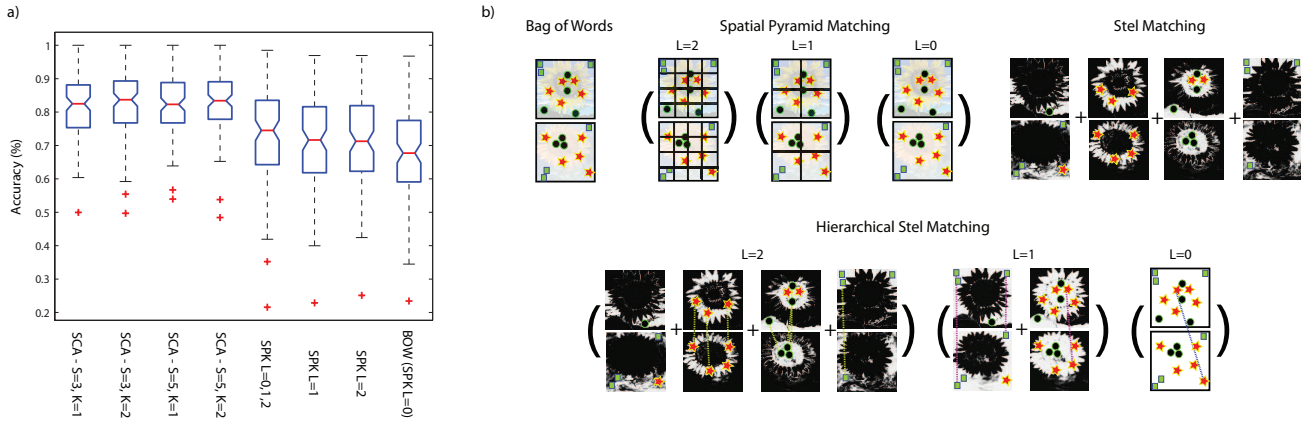 a)
1
0.9
0.8
0.7
0.6
0.5
0.4
0.3
0.2
Accuracy (%)
SCA - S=3, K=1
SCA - S=3, K=2
SCA - S=5, K=1
SCA - S=5, K=2
SPK L=0,1,2
SPK L=1
SPK L=2
BOW (SPK L=0)
b)
Bag of Words
Spatial Pyramid Matching
Stel Matching
L=2
L=1
L=0
( ) ( ) ( )
+ + +
Hierarchical Stel Matching
L=2
L=1
L=0
( + + + ) ( + ) ( )